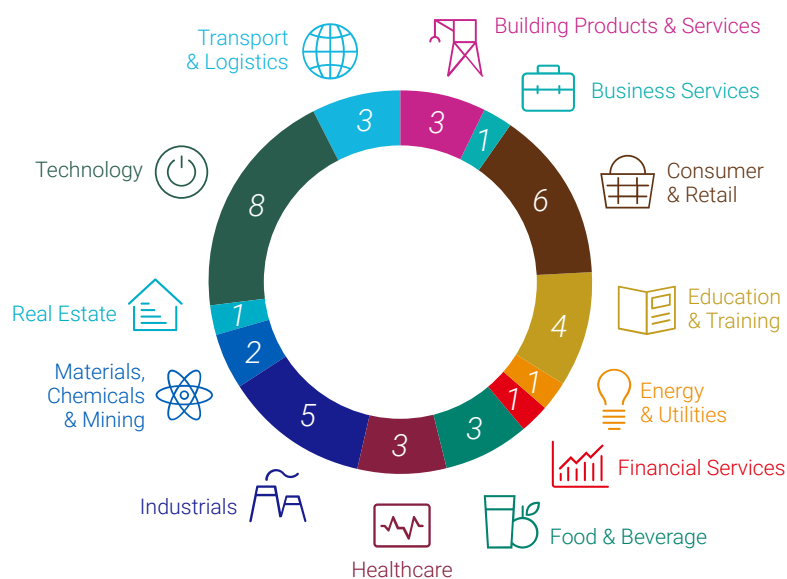 Building Products & Services
3
Business Services
1
Consumer
& Retail
6
Education
& Training
4
Energy
& Utilities
1
Financial Services
1
Food & Beverage
3
Healthcare
3
Industrials
5
Materials,
Chemicals
& Mining
2
Real Estate
1
Technology
8
Transport
& Logistics
3